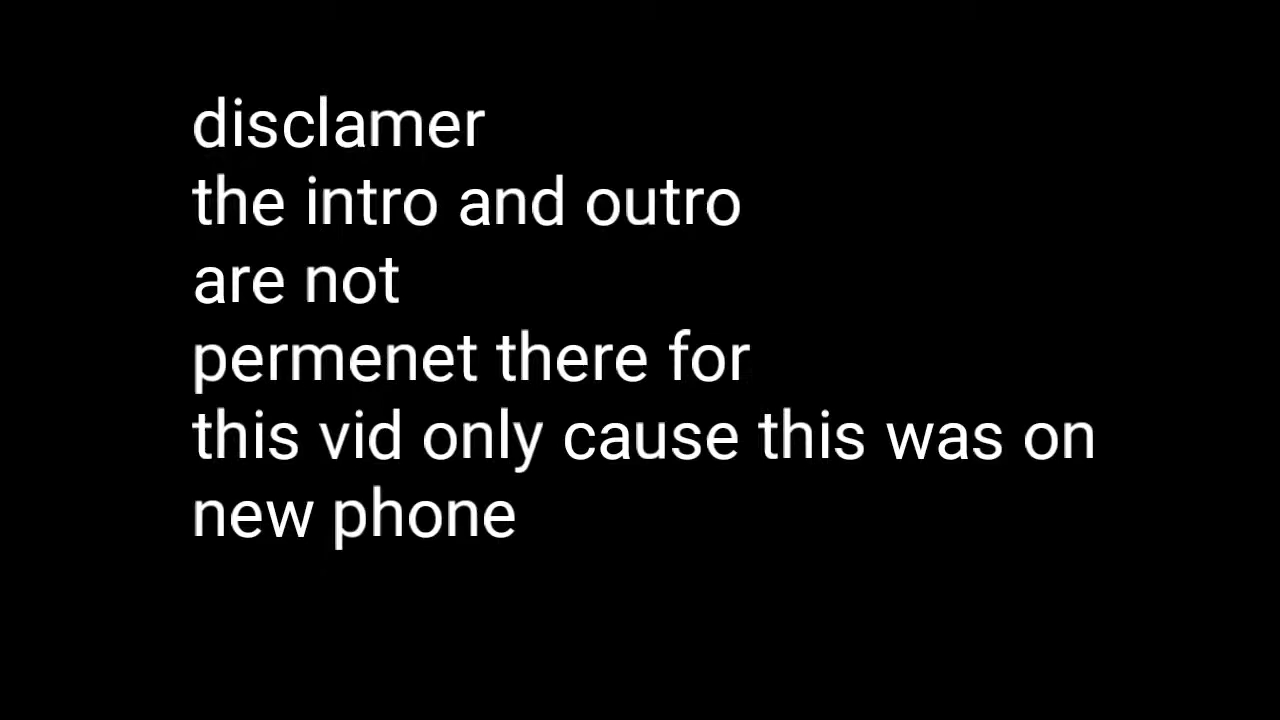 disclamer
the intro and outro
are not
permenet there for
this vid only cause this was on
new phone